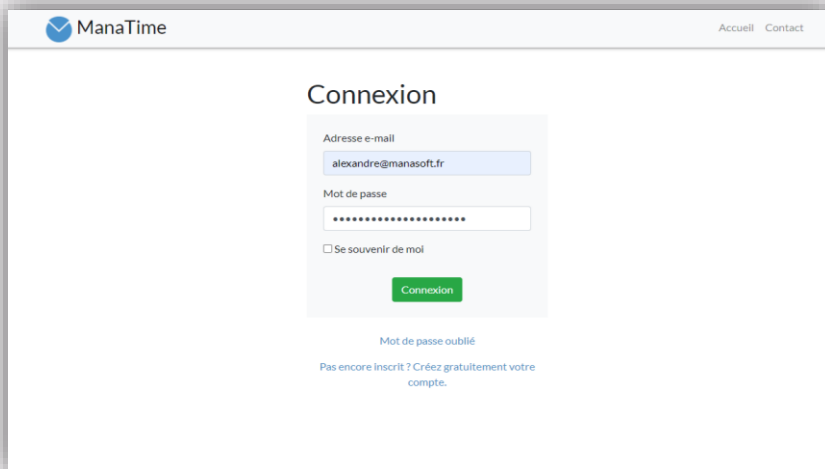 ManaTime
Accueil Contact
Connexion
Adresse e-mail
alexandre@manasoft.fr
Mot de passe
•••••••••••••••••••••
Se souvenir de moi
Connexion
Mot de passe oublié
Pas encore inscrit ? Créez gratuitement votre
compte.